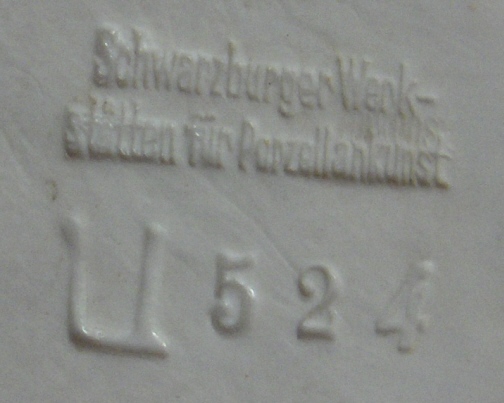 Schwarzburger Werk-
stätten für Porzellankunst
U 524